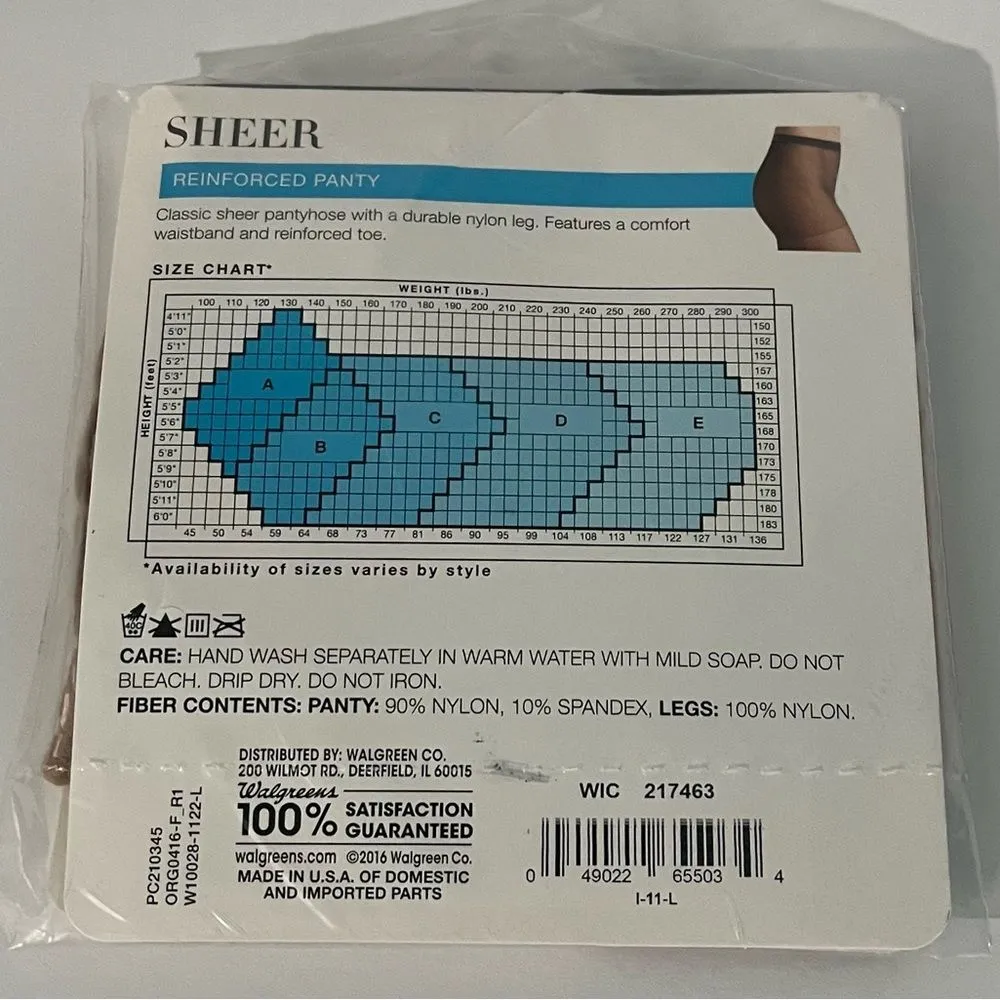 SHEER
REINFORCED PANTY
Classic sheer pantyhose with a durable nylon leg. Features a comfort
waistband and reinforced toe.
SIZE CHART*
WEIGHT (lbs.)
100 110 120 130 140 150 160 170 180 190 200 210 220 230 240 250 260 270 280 290 300
HEIGHT (feet)
4'11" 150
5'0" 152
5'1" 155
5'2" 157
5'3" 160
5'4" 163
5'5" 165
5'6" 168
5'7" 170
5'8" 173
5'9" 175
5'10" 178
5'11" 180
6'0" 183
A
B
C
D
E
45 50 54 59 64 68 73 77 81 86 90 95 99 104 108 113 117 122 127 131 136
*Availability of sizes varies by style
40C
CARE: HAND WASH SEPARATELY IN WARM WATER WITH MILD SOAP. DO NOT
BLEACH. DRIP DRY. DO NOT IRON.
FIBER CONTENTS: PANTY: 90% NYLON, 10% SPANDEX, LEGS: 100% NYLON.
PC210345
ORG0416-F_R1
W10028-1122-L
DISTRIBUTED BY: WALGREEN CO.
200 WILMOT RD., DEERFIELD, IL 60015
Walgreens
100% SATISFACTION
GUARANTEED
walgreens.com ©2016 Walgreen Co.
MADE IN U.S.A. OF DOMESTIC
AND IMPORTED PARTS
WIC 217463
0 49022 65503 4
I-11-L